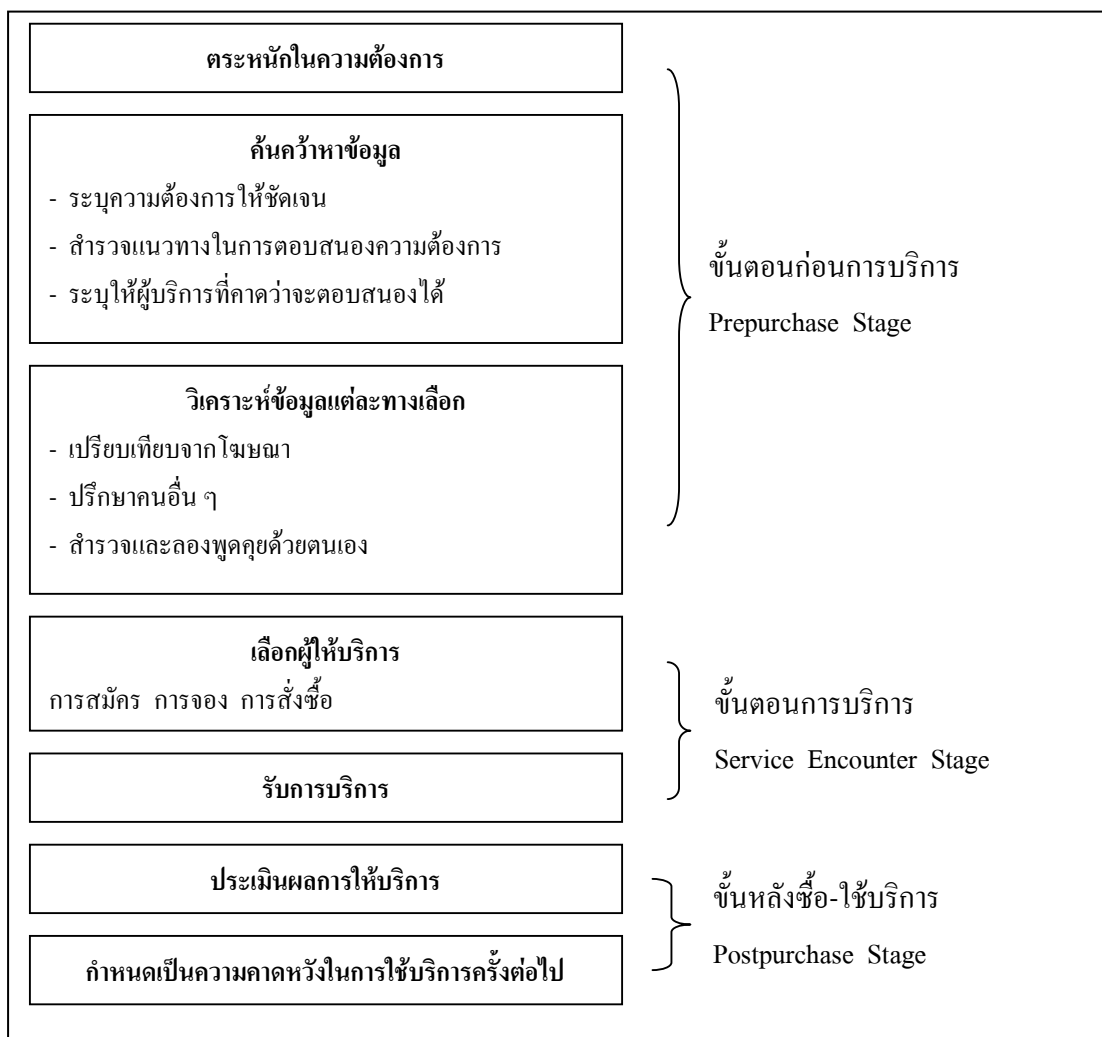 ตระหนักในความต้องการ
ค้นคว้าหาข้อมูล
- ระบุความต้องการให้ชัดเจน
- สำรวจแนวทางในการตอบสนองความต้องการ
- ระบุให้ผู้บริการที่คาดว่าจะตอบสนองได้
วิเคราะห์ข้อมูลแต่ละทางเลือก
- เปรียบเทียบจากโฆษณา
- ปรึกษาคนอื่น ๆ
- สำรวจและลองพูดคุยด้วยตนเอง
ขั้นตอนก่อนการบริการ
Prepurchase Stage
เลือกผู้ให้บริการ
การสมัคร การจอง การสั่งซื้อ
รับการบริการ
ขั้นตอนการบริการ
Service Encounter Stage
ประเมินผลการให้บริการ
กำหนดเป็นความคาดหวังในการใช้บริการครั้งต่อไป
ขั้นหลังซื้อ-ใช้บริการ
Postpurchase Stage